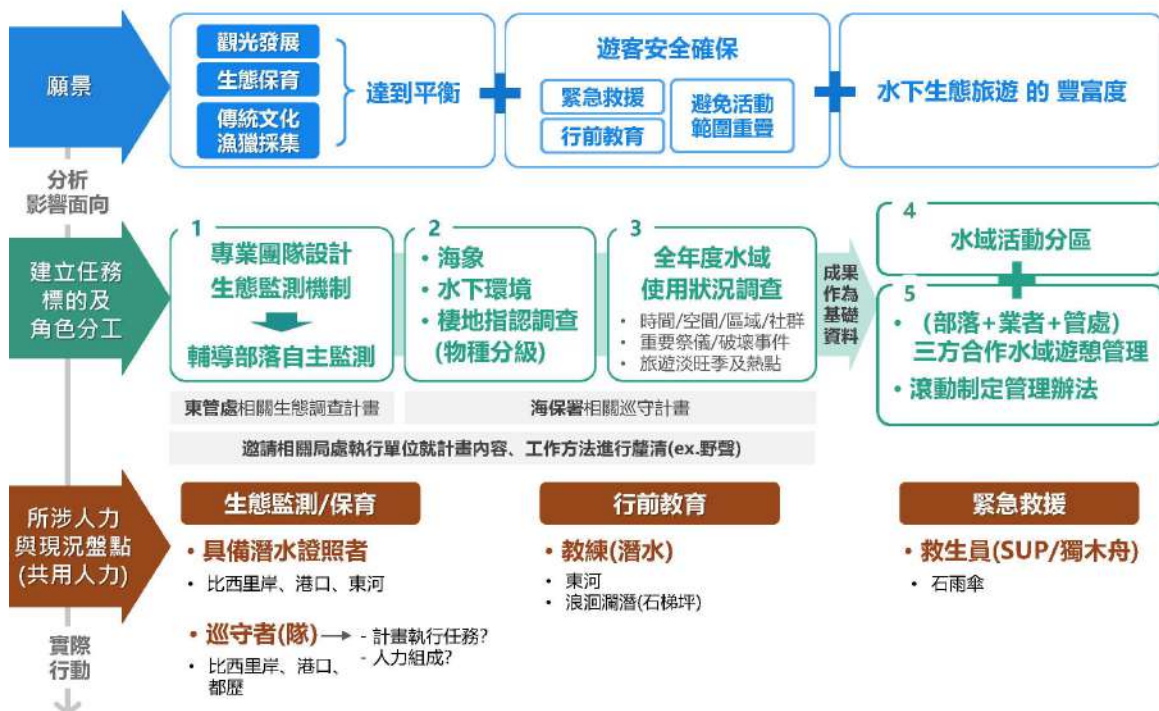 願景
觀光發展
生態保育
傳統文化
漁獵採集
達到平衡
遊客安全確保
緊急救援
行前教育
避免活動
範圍重疊
水下生態旅遊 的 豐富度
分析
影響面向
建立任務
標的及
角色分工
1
專業團隊設計
生態監測機制
輔導部落自主監測
2
• 海象
• 水下環境
• 棲地指認調查
(物種分級)
3
全年度水域
使用狀況調查
• 時間/空間/區域/社群
• 重要祭儀/破壞事件
• 旅遊淡旺季及熱點
成果
作為
基礎
資料
4
水域活動分區
5
• (部落+業者+管處)
三方合作水域遊憩管理
• 滾動制定管理辦法
東管處相關生態調查計畫
海保署相關巡守計畫
邀請相關局處執行單位就計畫內容、工作方法進行釐清(ex.野聲)
所涉人力
與現況盤點
(共用人力)
生態監測/保育
• 具備潛水證照者
• 比西里岸、港口、東河
• 巡守者(隊)
- 計畫執行任務?
- 人力組成?
• 比西里岸、港口、
都歷
行前教育
• 教練(潛水)
• 東河
• 浪洄瀾潛(石梯坪)
緊急救援
• 救生員(SUP/獨木舟)
• 石雨傘
實際
行動